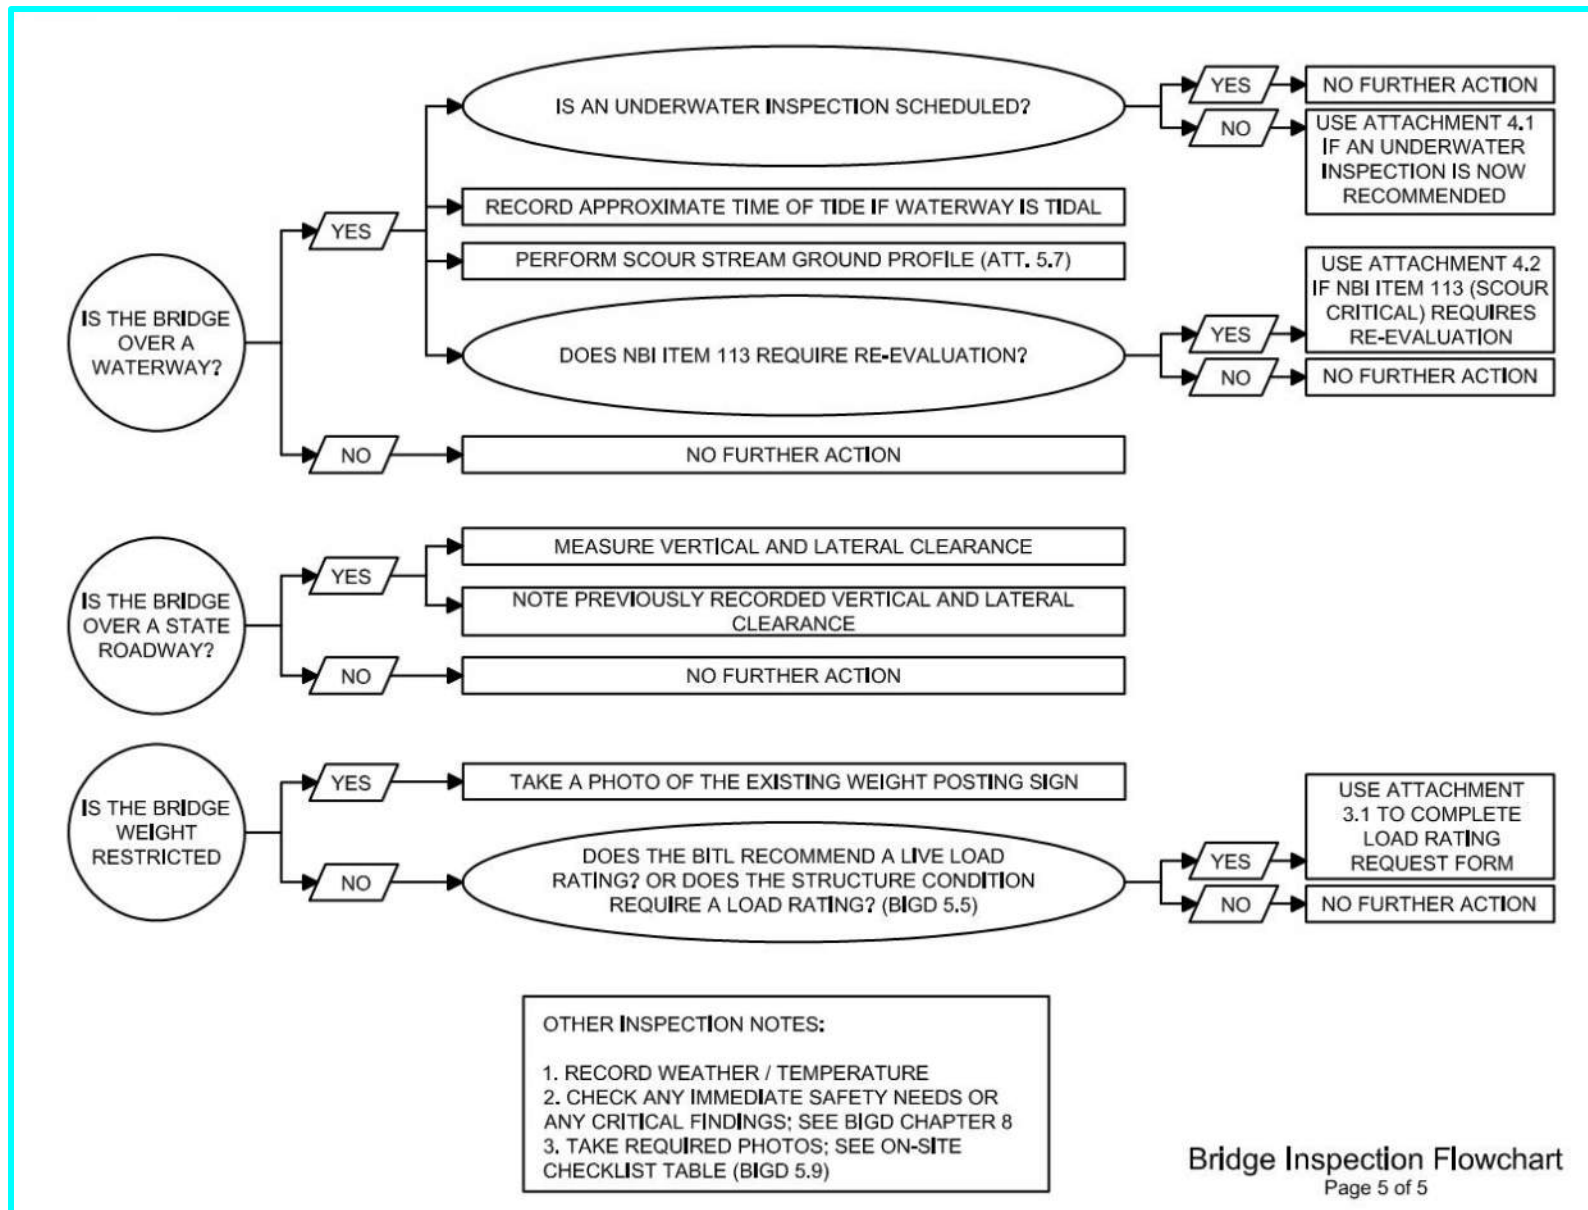 IS THE BRIDGE
OVER A
WATERWAY?
YES
IS AN UNDERWATER INSPECTION SCHEDULED?
YES
NO FURTHER ACTION
NO
USE ATTACHMENT 4.1
IF AN UNDERWATER
INSPECTION IS NOW
RECOMMENDED
RECORD APPROXIMATE TIME OF TIDE IF WATERWAY IS TIDAL
PERFORM SCOUR STREAM GROUND PROFILE (ATT. 5.7)
DOES NBI ITEM 113 REQUIRE RE-EVALUATION?
YES
USE ATTACHMENT 4.2
IF NBI ITEM 113 (SCOUR
CRITICAL) REQUIRES
RE-EVALUATION
NO
NO FURTHER ACTION
NO
NO FURTHER ACTION
IS THE BRIDGE
OVER A STATE
ROADWAY?
YES
MEASURE VERTICAL AND LATERAL CLEARANCE
NOTE PREVIOUSLY RECORDED VERTICAL AND LATERAL
CLEARANCE
NO
NO FURTHER ACTION
IS THE BRIDGE
WEIGHT
RESTRICTED
YES
TAKE A PHOTO OF THE EXISTING WEIGHT POSTING SIGN
NO
DOES THE BITL RECOMMEND A LIVE LOAD
RATING? OR DOES THE STRUCTURE CONDITION
REQUIRE A LOAD RATING? (BIGD 5.5)
YES
USE ATTACHMENT
3.1 TO COMPLETE
LOAD RATING
REQUEST FORM
NO
NO FURTHER ACTION
OTHER INSPECTION NOTES:
1. RECORD WEATHER / TEMPERATURE
2. CHECK ANY IMMEDIATE SAFETY NEEDS OR
ANY CRITICAL FINDINGS; SEE BIGD CHAPTER 8
3. TAKE REQUIRED PHOTOS; SEE ON-SITE
CHECKLIST TABLE (BIGD 5.9)
Bridge Inspection Flowchart
Page 5 of 5